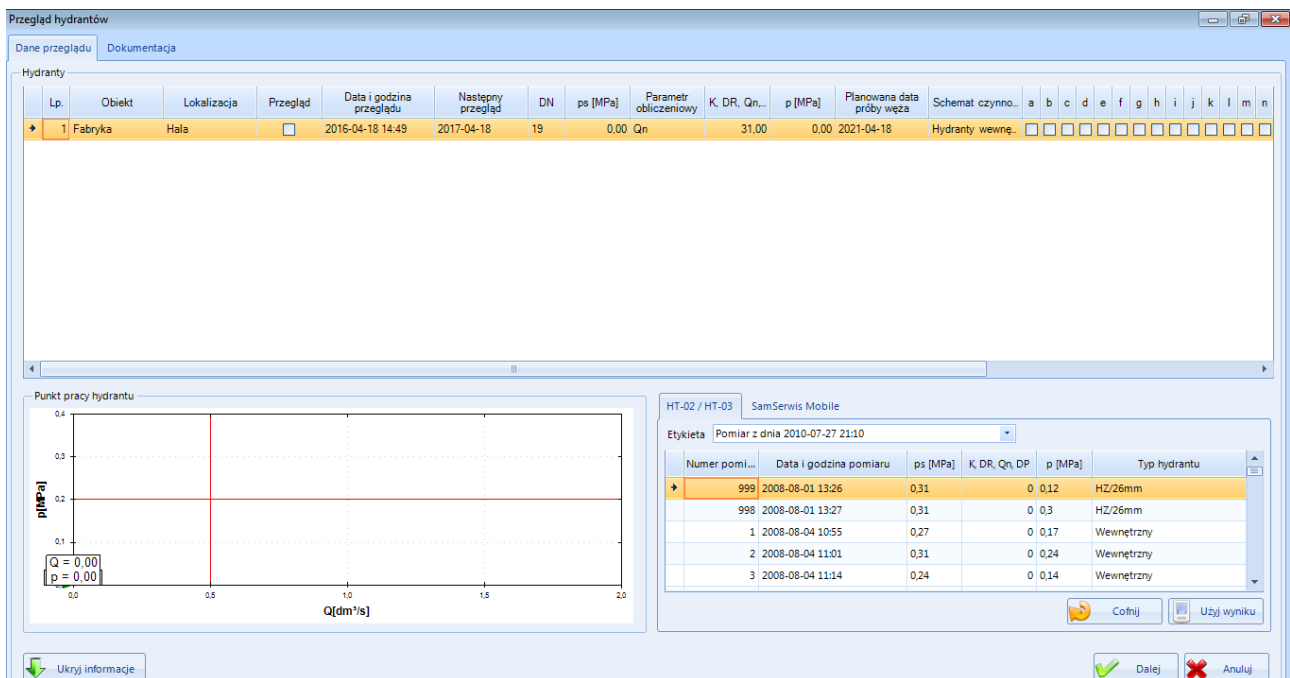 Przegląd hydrantów
Dane przeglądu Dokumentacja
Hydranty
Lp. Obiekt Lokalizacja Przegląd Data i godzina przeglądu Następny przegląd DN ps [MPa] Parametr obliczeniowy K, DR, Qn,... p [MPa] Planowana data próby węża Schemat czynno... a b c d e f g h i j k l m n
1 Fabryka Hala 2016-04-18 14:49 2017-04-18 19 0,00 Qn 31,00 0,00 2021-04-18 Hydranty wewnę..
Punkt pracy hydrantu
0,4
0,3
0,2
0,1
p[MPa]
Q = 0,00
p = 0,00
0,0 0,5 1,0 1,5 2,0
Q[dm³/s]
HT-02 / HT-03 SamSerwis Mobile
Etykieta Pomiar z dnia 2010-07-27 21:10
Numer pomi... Data i godzina pomiaru ps [MPa] K, DR, Qn, DP p [MPa] Typ hydrantu
999 2008-08-01 13:26 0,31 0 0,12 HZ/26mm
998 2008-08-01 13:27 0,31 0 0,3 HZ/26mm
1 2008-08-04 10:55 0,27 0 0,17 Wewnętrzny
2 2008-08-04 11:01 0,31 0 0,24 Wewnętrzny
3 2008-08-04 11:14 0,24 0 0,14 Wewnętrzny
Cofnij Użyj wyniku
Ukryj informacje Dalej Anuluj